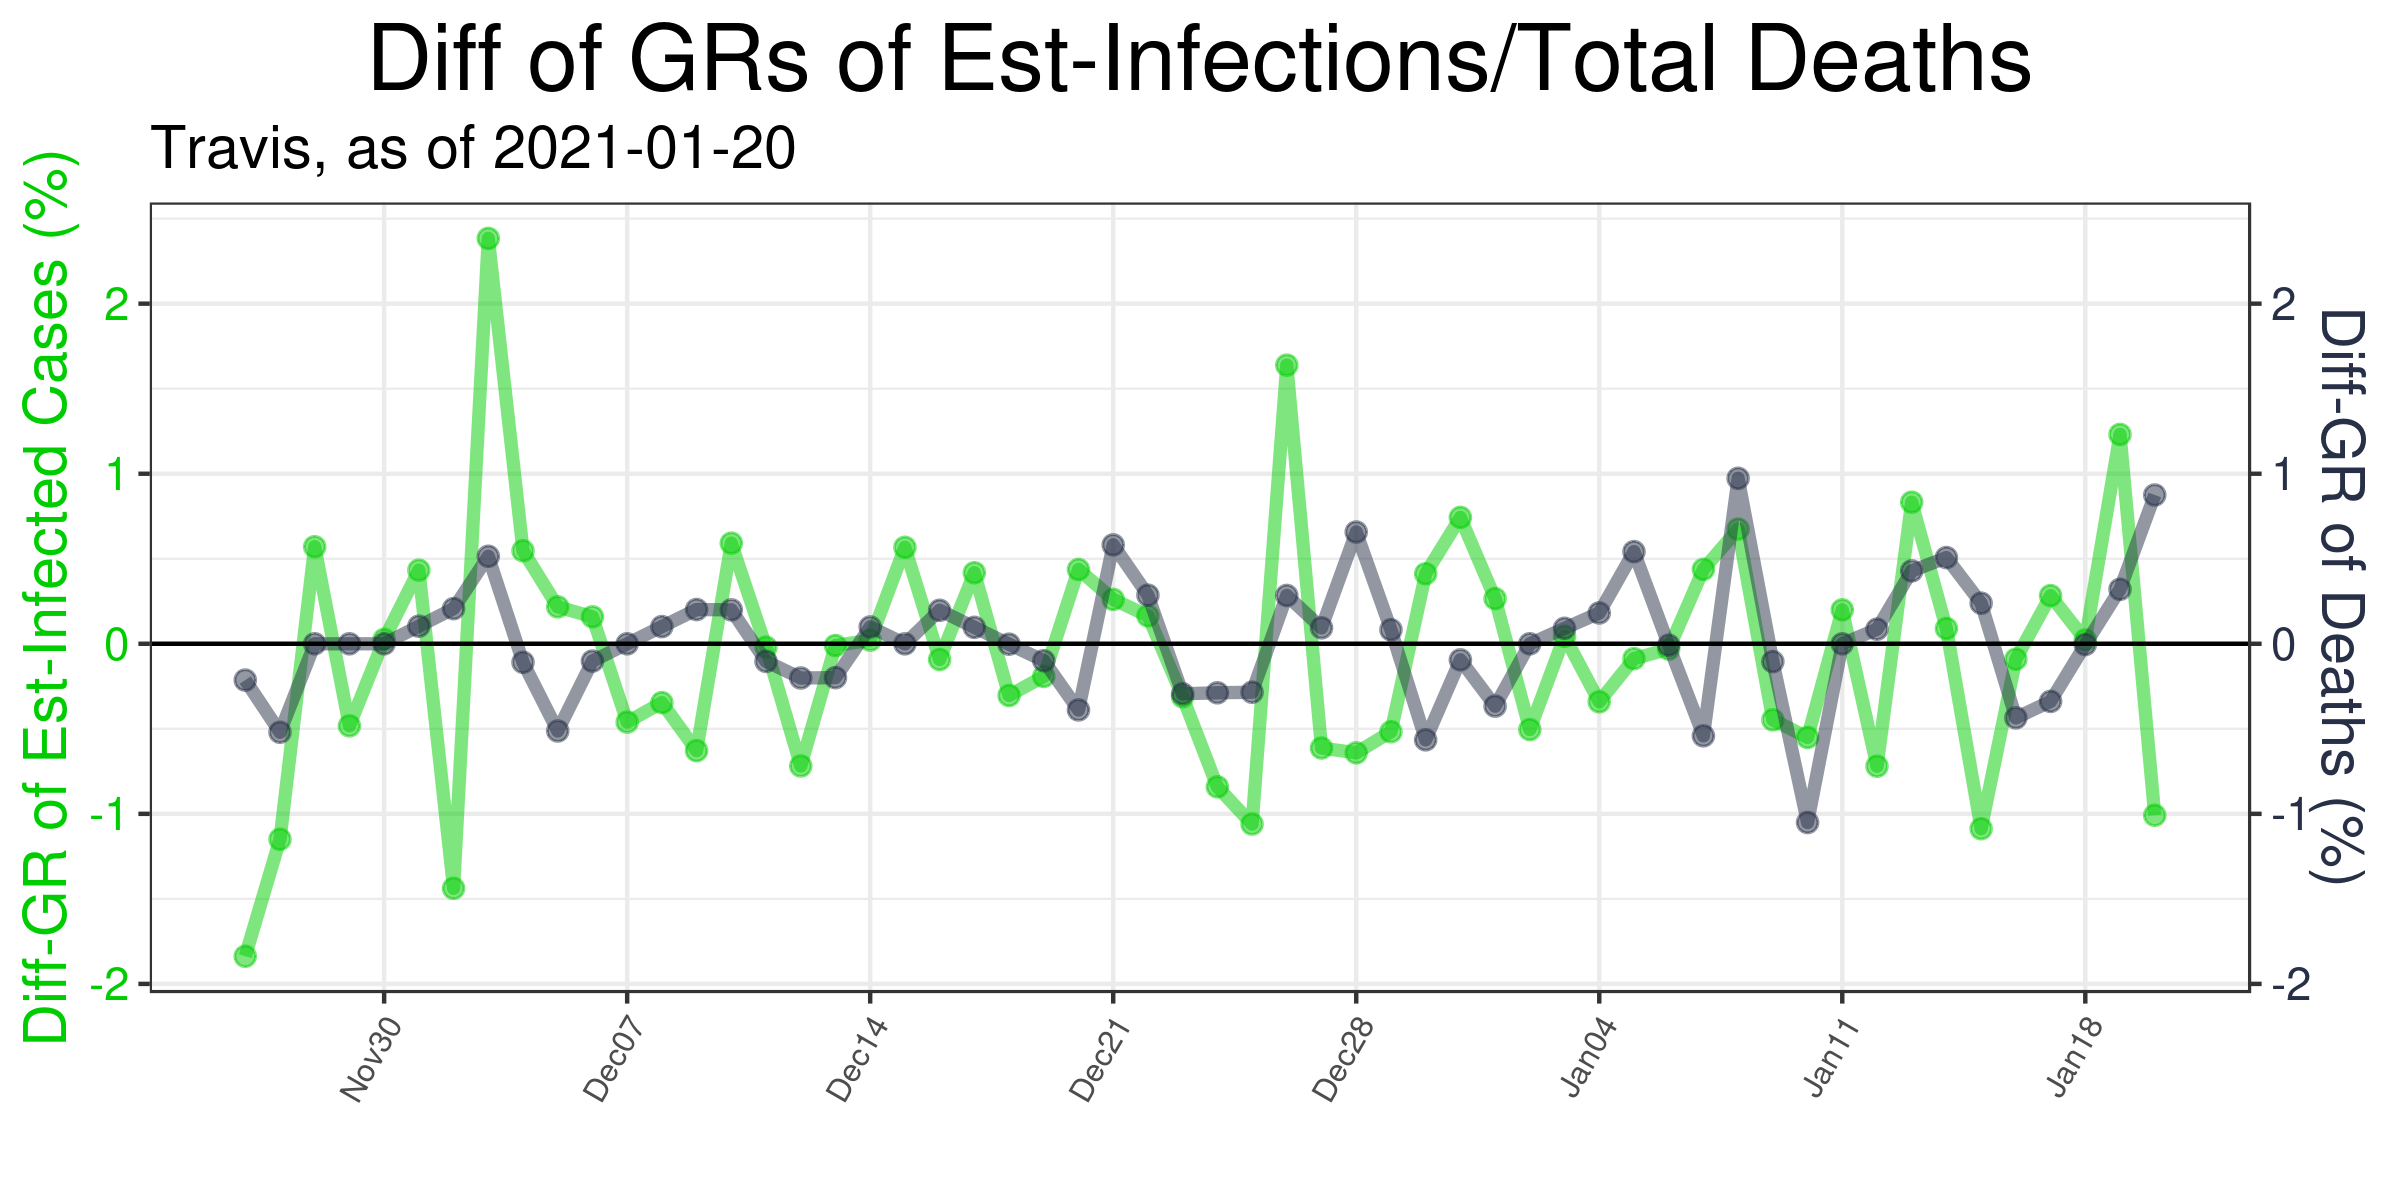 Diff of GRs of Est-Infections/Total Deaths
Travis, as of 2021-01-20
Diff-GR of Est-Infected Cases (%)
2
1
0
-1
-2
2
1
0
-1
-2
Diff-GR of Deaths (%)
Nov30
Dec07
Dec14
Dec21
Dec28
Jan04
Jan11
Jan18